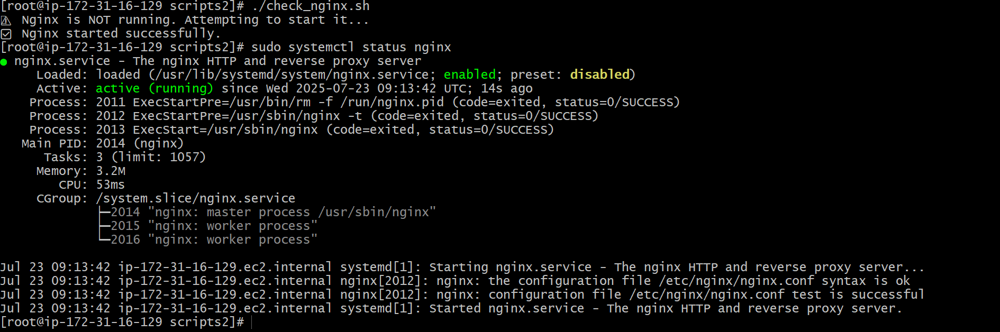 [root@ip-172-31-16-129 scripts2]# ./check_nginx.sh
⚠ Nginx is NOT running. Attempting to start it...
☑ Nginx started successfully.
[root@ip-172-31-16-129 scripts2]# sudo systemctl status nginx
● nginx.service - The nginx HTTP and reverse proxy server
     Loaded: loaded (/usr/lib/systemd/system/nginx.service; enabled; preset: disabled)
     Active: active (running) since Wed 2025-07-23 09:13:42 UTC; 14s ago
    Process: 2011 ExecStartPre=/usr/bin/rm -f /run/nginx.pid (code=exited, status=0/SUCCESS)
    Process: 2012 ExecStartPre=/usr/sbin/nginx -t (code=exited, status=0/SUCCESS)
    Process: 2013 ExecStart=/usr/sbin/nginx (code=exited, status=0/SUCCESS)
   Main PID: 2014 (nginx)
      Tasks: 3 (limit: 1057)
     Memory: 3.2M
        CPU: 53ms
     CGroup: /system.slice/nginx.service
             ├─2014 "nginx: master process /usr/sbin/nginx"
             ├─2015 "nginx: worker process"
             └─2016 "nginx: worker process"
Jul 23 09:13:42 ip-172-31-16-129.ec2.internal systemd[1]: Starting nginx.service - The nginx HTTP and reverse proxy server...
Jul 23 09:13:42 ip-172-31-16-129.ec2.internal nginx[2012]: nginx: the configuration file /etc/nginx/nginx.conf syntax is ok
Jul 23 09:13:42 ip-172-31-16-129.ec2.internal nginx[2012]: nginx: configuration file /etc/nginx/nginx.conf test is successful
Jul 23 09:13:42 ip-172-31-16-129.ec2.internal systemd[1]: Started nginx.service - The nginx HTTP and reverse proxy server.
[root@ip-172-31-16-129 scripts2]#